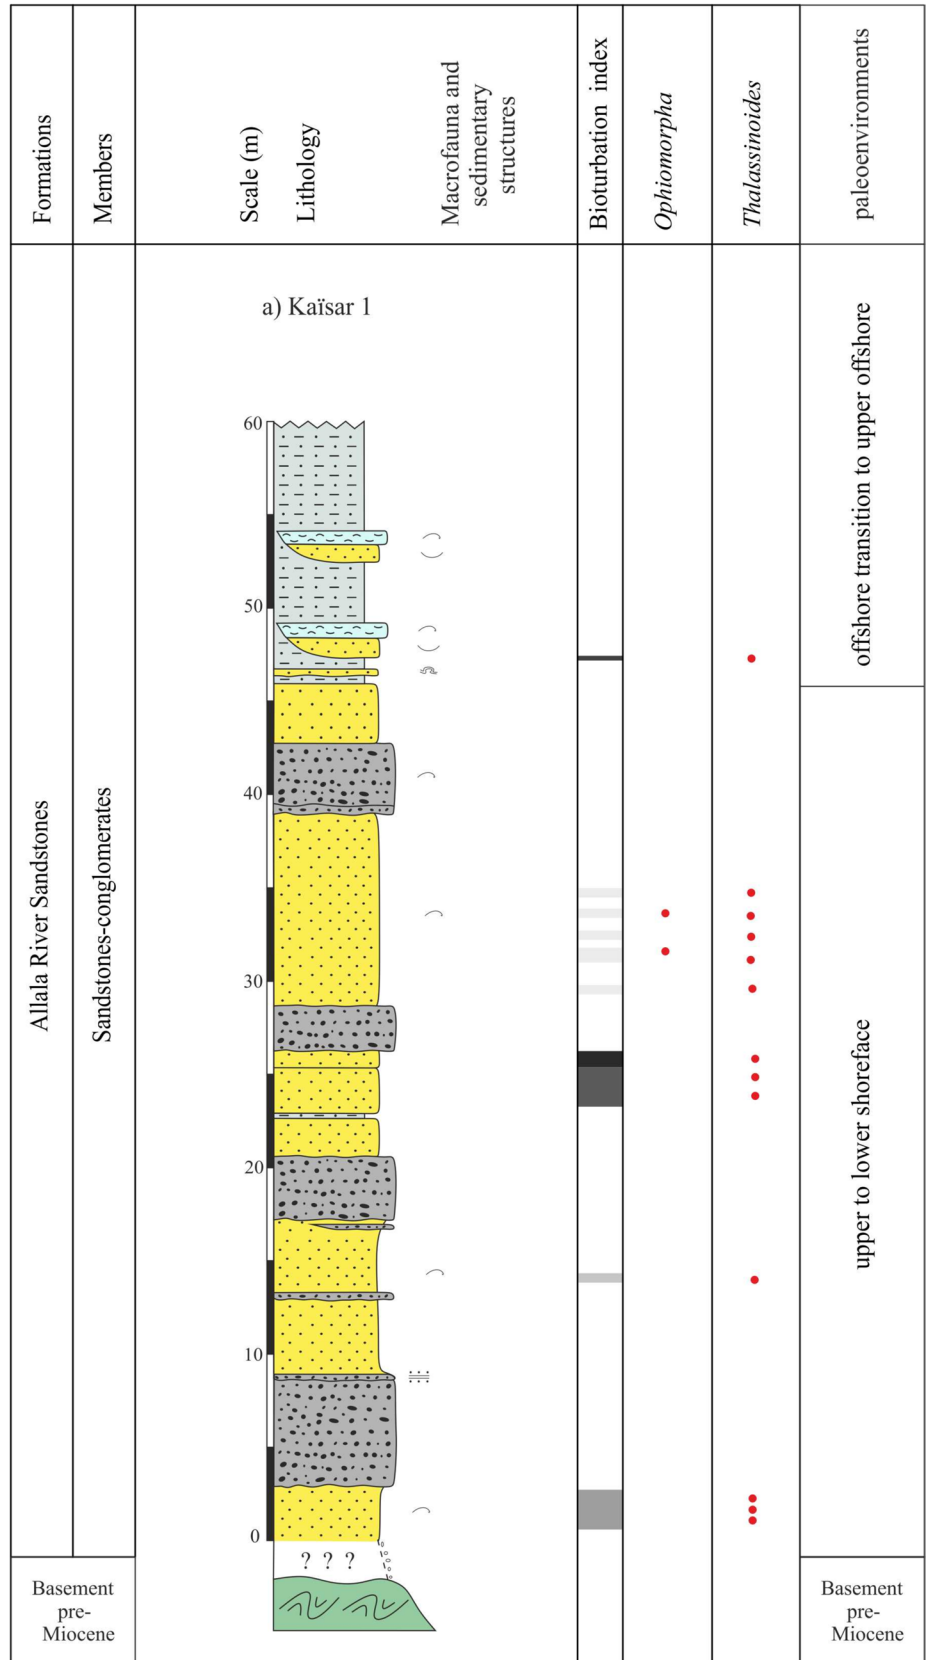 Formations
Members
Scale (m)
Lithology
Macrofauna and
sedimentary
structures
Bioturbation index
Ophiomorpha
Thalassinoides
paleoenvironments
a) Kaïsar 1
60
50
40
30
20
10
0
? ? ?
Allala River Sandstones
Sandstones-conglomerates
offshore transition to upper offshore
upper to lower shoreface
Basement
pre-
Miocene
Basement
pre-
Miocene